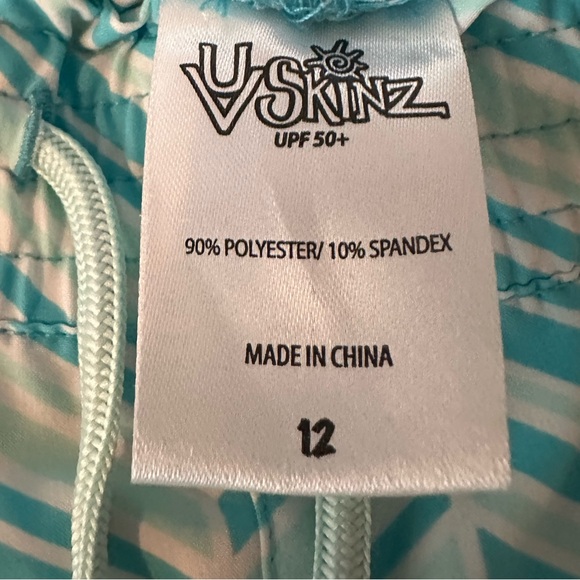 UV SKINZ
UPF 50+
90% POLYESTER/ 10% SPANDEX
MADE IN CHINA
12